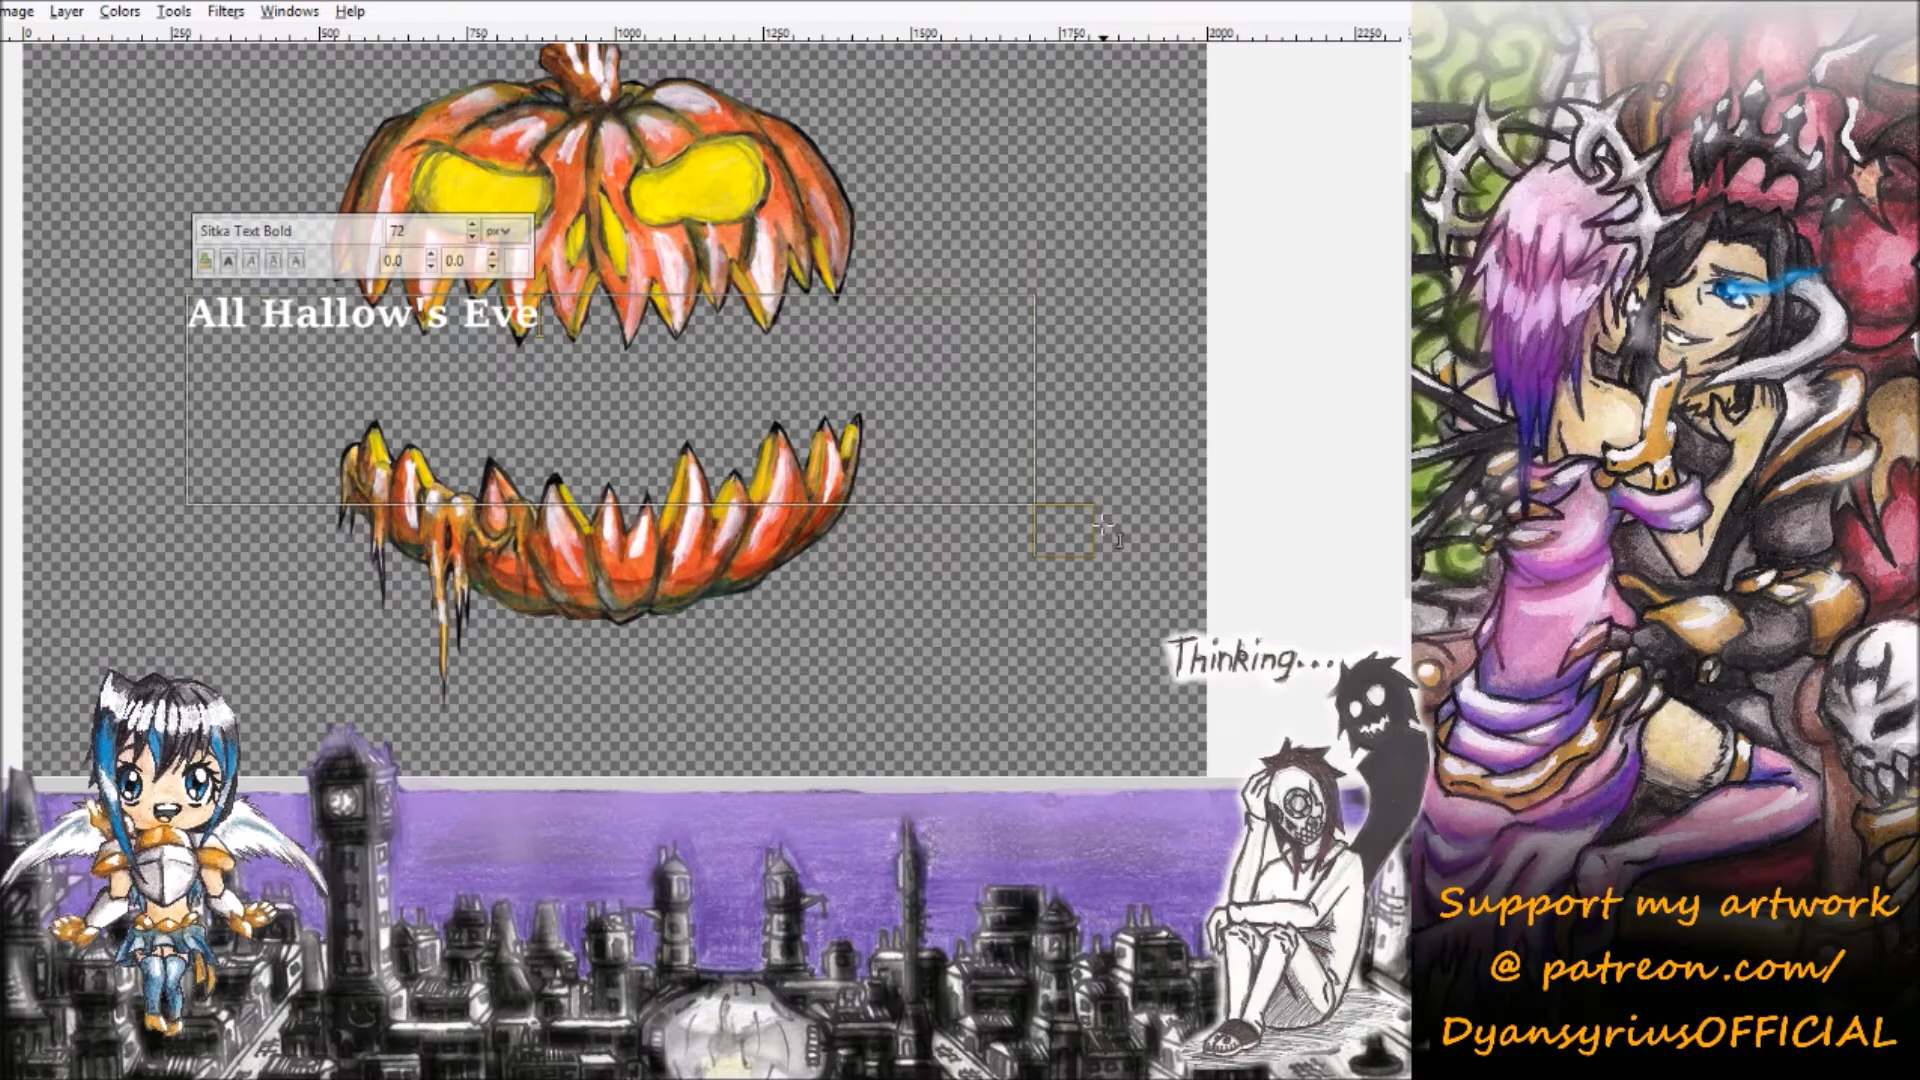 mage Layer Colors Tools Filters Windows Help
0 250 500 750 1000 1250 1500 1750 2000 2250
Sitka Text Bold 72 px
A A A A 0.0 0.0
All Hallow's Eve
Thinking...
Support my artwork
@ patreon.com/
DyansyriusOFFICIAL